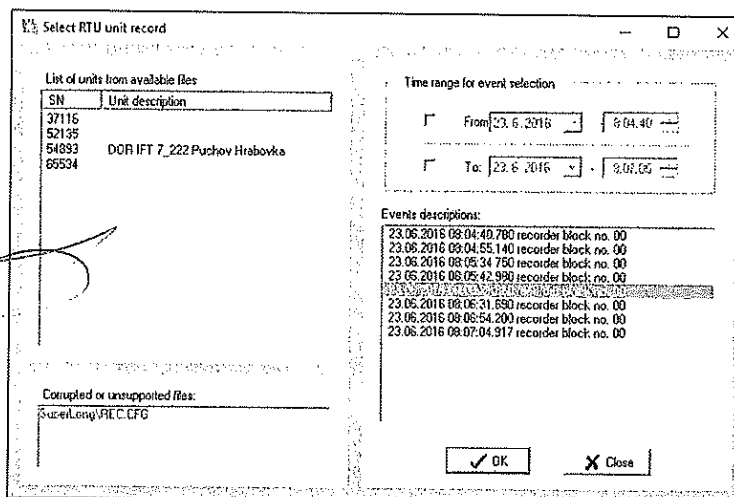 Select RTU unit record
List of units from available files
SN Unit description
37116
52135
54893 DOR IFT 7_222 Puchov Hrabovka
65534
Corrupted or unsupported files:
SuperLong\REC.CFG
Time range for event selection
From 23. 6. 2016 - 8:04:40
To: 23. 6. 2016 -
Events descriptions:
23.06.2016 08:04:40.780 recorder block no. 00
23.06.2016 08:04:55.140 recorder block no. 00
23.06.2016 08:05:34.750 recorder block no. 00
23.06.2016 08:05:42.980 recorder block no. 00
23.06.2016 08:06:31.690 recorder block no. 00
23.06.2016 08:06:54.200 recorder block no. 00
23.06.2016 08:07:04.917 recorder block no. 00
OK Close